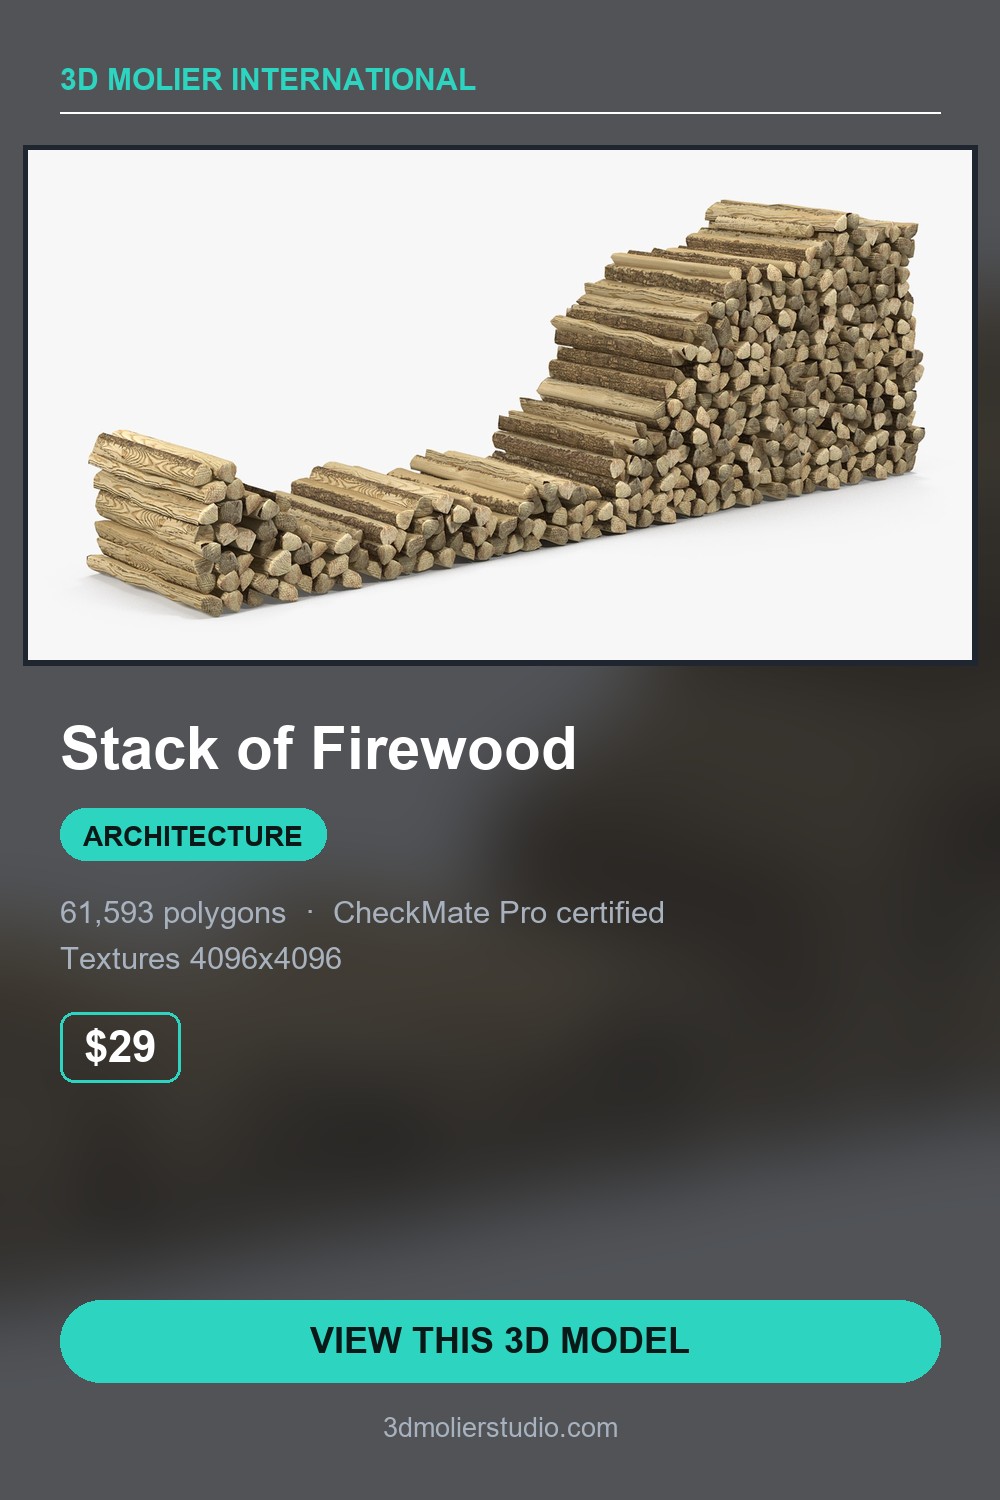 3D MOLIER INTERNATIONAL
Stack of Firewood
ARCHITECTURE
61,593 polygons · CheckMate Pro certified
Textures 4096x4096
$29
VIEW THIS 3D MODEL
3dmolierstudio.com